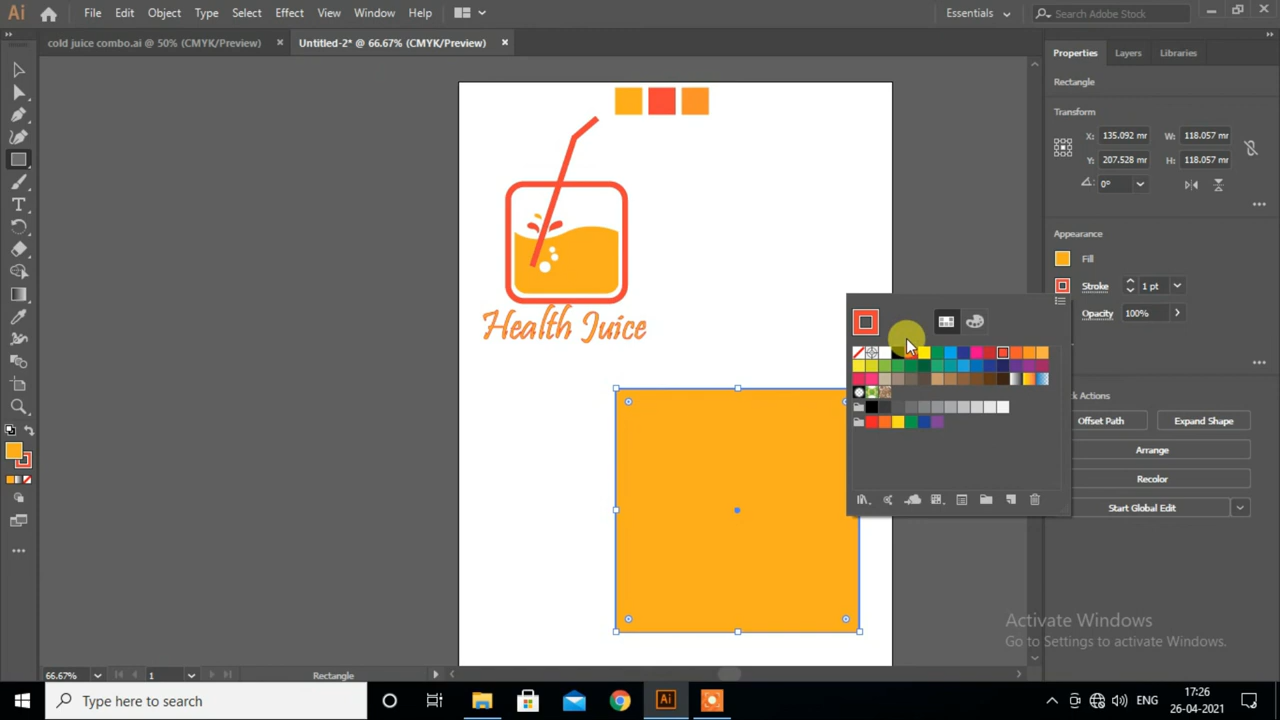 Ai File Edit Object Type Select Effect View Window Help Essentials Search Adobe Stock
cold juice combo.ai @ 50% (CMYK/Preview) × Untitled-2* @ 66.67% (CMYK/Preview) ×
Properties Layers Libraries
Rectangle
Transform
X: 135.092 mr W: 118.057 mr
Y: 207.528 mr H: 118.057 mr
0°
Appearance
Fill
Stroke 1 pt
Opacity 100%
Health Juice
Quick Actions
Offset Path Expand Shape
Arrange
Recolor
Start Global Edit
Activate Windows
Go to Settings to activate Windows.
66.67% 1 Rectangle
Type here to search
Ai
ENG
17:26
26-04-2021